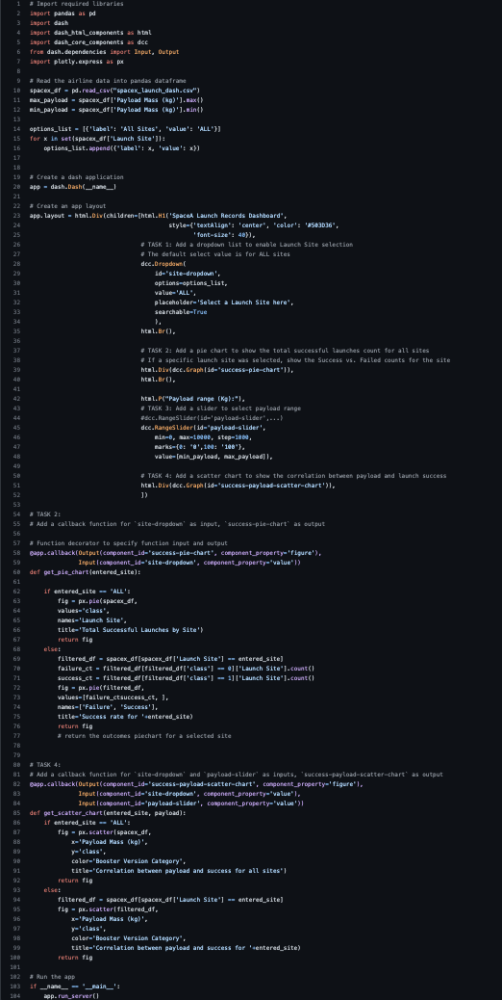 1 # Import required libraries
2 import pandas as pd
3 import dash
4 import dash_html_components as html
5 import dash_core_components as dcc
6 from dash.dependencies import Input, Output
7 import plotly.express as px
8
9 # Read the airline data into pandas dataframe
10 spacex_df = pd.read_csv("spacex_launch_dash.csv")
11 max_payload = spacex_df['Payload Mass (kg)'].max()
12 min_payload = spacex_df['Payload Mass (kg)'].min()
13
14 options_list = [{'label': 'All Sites', 'value': 'ALL'}]
15 for x in set(spacex_df['Launch Site']):
16     options_list.append({'label': x, 'value': x})
17
18
19 # Create a dash application
20 app = dash.Dash(__name__)
21
22 # Create an app layout
23 app.layout = html.Div(children=[html.H1('SpaceX Launch Records Dashboard',
24                                         style={'textAlign': 'center', 'color': '#503D36',
25                                                'font-size': 40}),
26                                 # TASK 1: Add a dropdown list to enable Launch Site selection
27                                 # The default select value is for ALL sites
28                                 dcc.Dropdown(
29                                     id='site-dropdown',
30                                     options=options_list,
31                                     value='ALL',
32                                     placeholder='Select a Launch Site here',
33                                     searchable=True
34                                     ),
35                                 html.Br(),
36
37                                 # TASK 2: Add a pie chart to show the total successful launches count for all sites
38                                 # If a specific launch site was selected, show the Success vs. Failed counts for the site
39                                 html.Div(dcc.Graph(id='success-pie-chart')),
40                                 html.Br(),
41
42                                 html.P("Payload range (Kg):"),
43                                 # TASK 3: Add a slider to select payload range
44                                 #dcc.RangeSlider(id='payload-slider',...)
45                                 dcc.RangeSlider(id='payload-slider',
46                                     min=0, max=10000, step=1000,
47                                     marks={0: '0',100: '100'},
48                                     value=[min_payload, max_payload]),
49
50                                 # TASK 4: Add a scatter chart to show the correlation between payload and launch success
51                                 html.Div(dcc.Graph(id='success-payload-scatter-chart')),
52                                 ])
53
54 # TASK 2:
55 # Add a callback function for `site-dropdown` as input, `success-pie-chart` as output
56
57 # Function decorator to specify function input and output
58 @app.callback(Output(component_id='success-pie-chart', component_property='figure'),
59               Input(component_id='site-dropdown', component_property='value'))
60 def get_pie_chart(entered_site):
61
62     if entered_site == 'ALL':
63         fig = px.pie(spacex_df,
64         values='class',
65         names='Launch Site',
66         title='Total Successful Launches by Site')
67         return fig
68     else:
69         filtered_df = spacex_df[spacex_df['Launch Site'] == entered_site]
70         failure_ct = filtered_df[filtered_df['class'] == 0]['Launch Site'].count()
71         success_ct = filtered_df[filtered_df['class'] == 1]['Launch Site'].count()
72         fig = px.pie(filtered_df,
73         values=[failure_ctsuccess_ct, ],
74         names=['Failure', 'Success'],
75         title='Success rate for '+entered_site)
76         return fig
77         # return the outcomes piechart for a selected site
78
79
80 # TASK 4:
81 # Add a callback function for `site-dropdown` and `payload-slider` as inputs, `success-payload-scatter-chart` as output
82 @app.callback(Output(component_id='success-payload-scatter-chart', component_property='figure'),
83               Input(component_id='site-dropdown', component_property='value'),
84               Input(component_id='payload-slider', component_property='value'))
85 def get_scatter_chart(entered_site, payload):
86     if entered_site == 'ALL':
87         fig = px.scatter(spacex_df,
88             x='Payload Mass (kg)',
89             y='class',
90             color='Booster Version Category',
91             title='Correlation between payload and success for all sites')
92         return fig
93     else:
94         filtered_df = spacex_df[spacex_df['Launch Site'] == entered_site]
95         fig = px.scatter(filtered_df,
96             x='Payload Mass (kg)',
97             y='class',
98             color='Booster Version Category',
99             title='Correlation between payload and success for '+entered_site)
100         return fig
101
102 # Run the app
103 if __name__ == '__main__':
104     app.run_server()